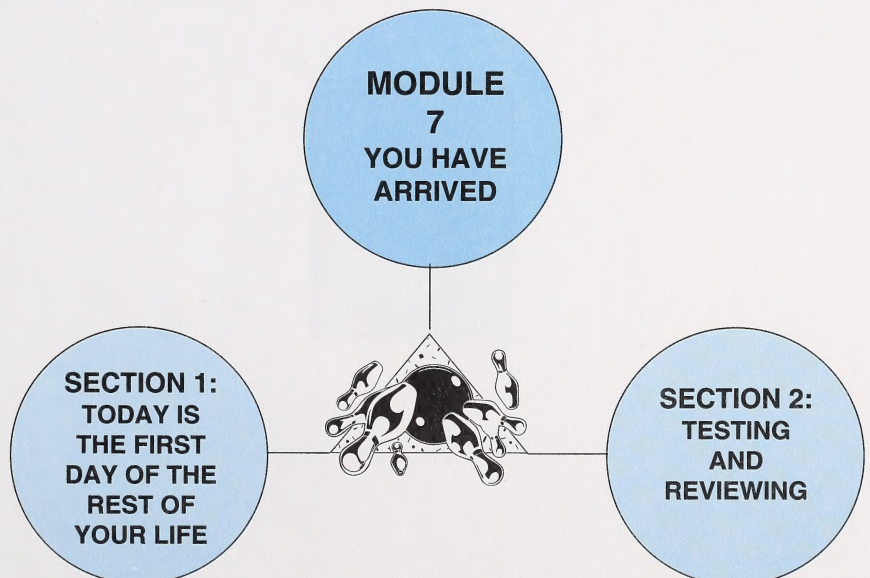 MODULE
7
YOU HAVE
ARRIVED
SECTION 1:
TODAY IS
THE FIRST
DAY OF THE
REST OF
YOUR LIFE
SECTION 2:
TESTING
AND
REVIEWING